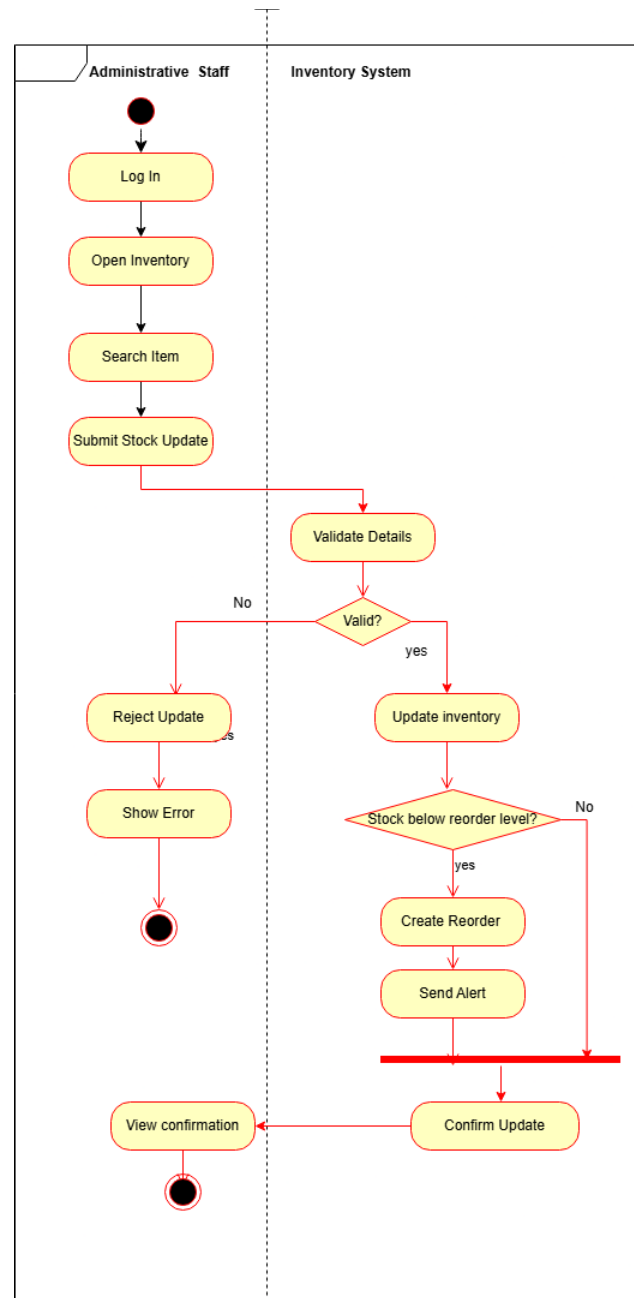 Administrative Staff
Inventory System
Log In
Open Inventory
Search Item
Submit Stock Update
Validate Details
No
Valid?
yes
Reject Update
Update inventory
Show Error
Stock below reorder level?
No
yes
Create Reorder
Send Alert
View confirmation
Confirm Update